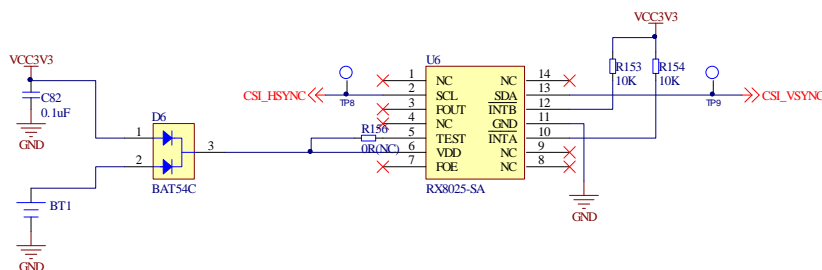 VCC3V3
C82
0.1uF
GND
D6
1
2
3
BAT54C
BT1
GND
CSI_HSYNC
TP8
R156
0R(NC)
U6
1 NC NC 14
2 SCL SDA 13
3 FOUT INTB 12
4 NC GND 11
5 TEST INTA 10
6 VDD NC 9
7 FOE NC 8
RX8025-SA
VCC3V3
R153
10K
R154
10K
TP9
CSI_VSYNC
GND